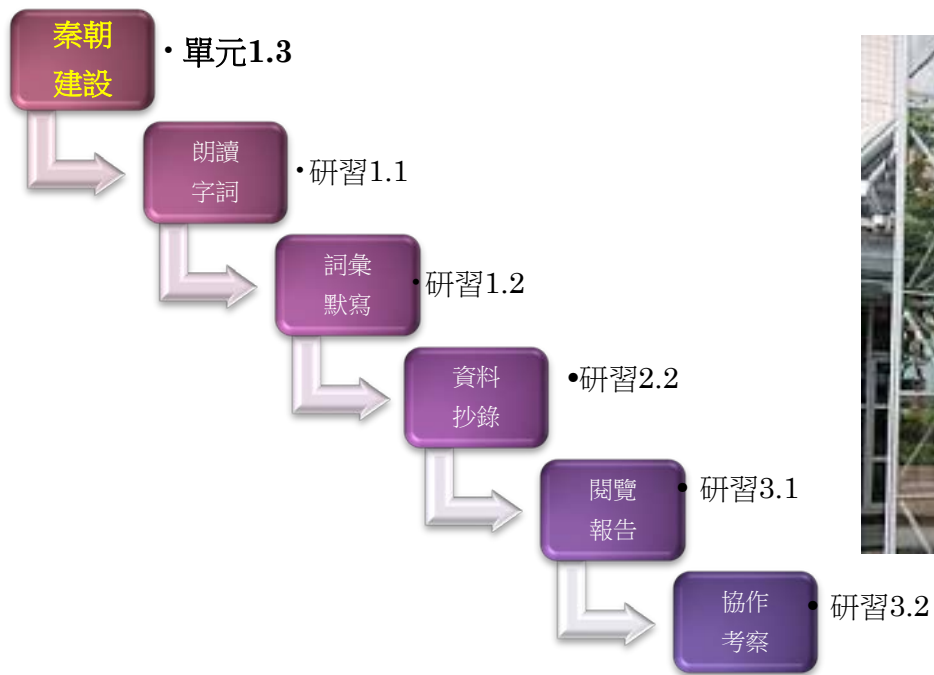 秦朝
建設
・單元1.3
朗讀
字詞
・研習1.1
詞彙
默寫
・研習1.2
資料
抄錄
•研習2.2
閱覽
報告
• 研習3.1
協作
考察
• 研習3.2